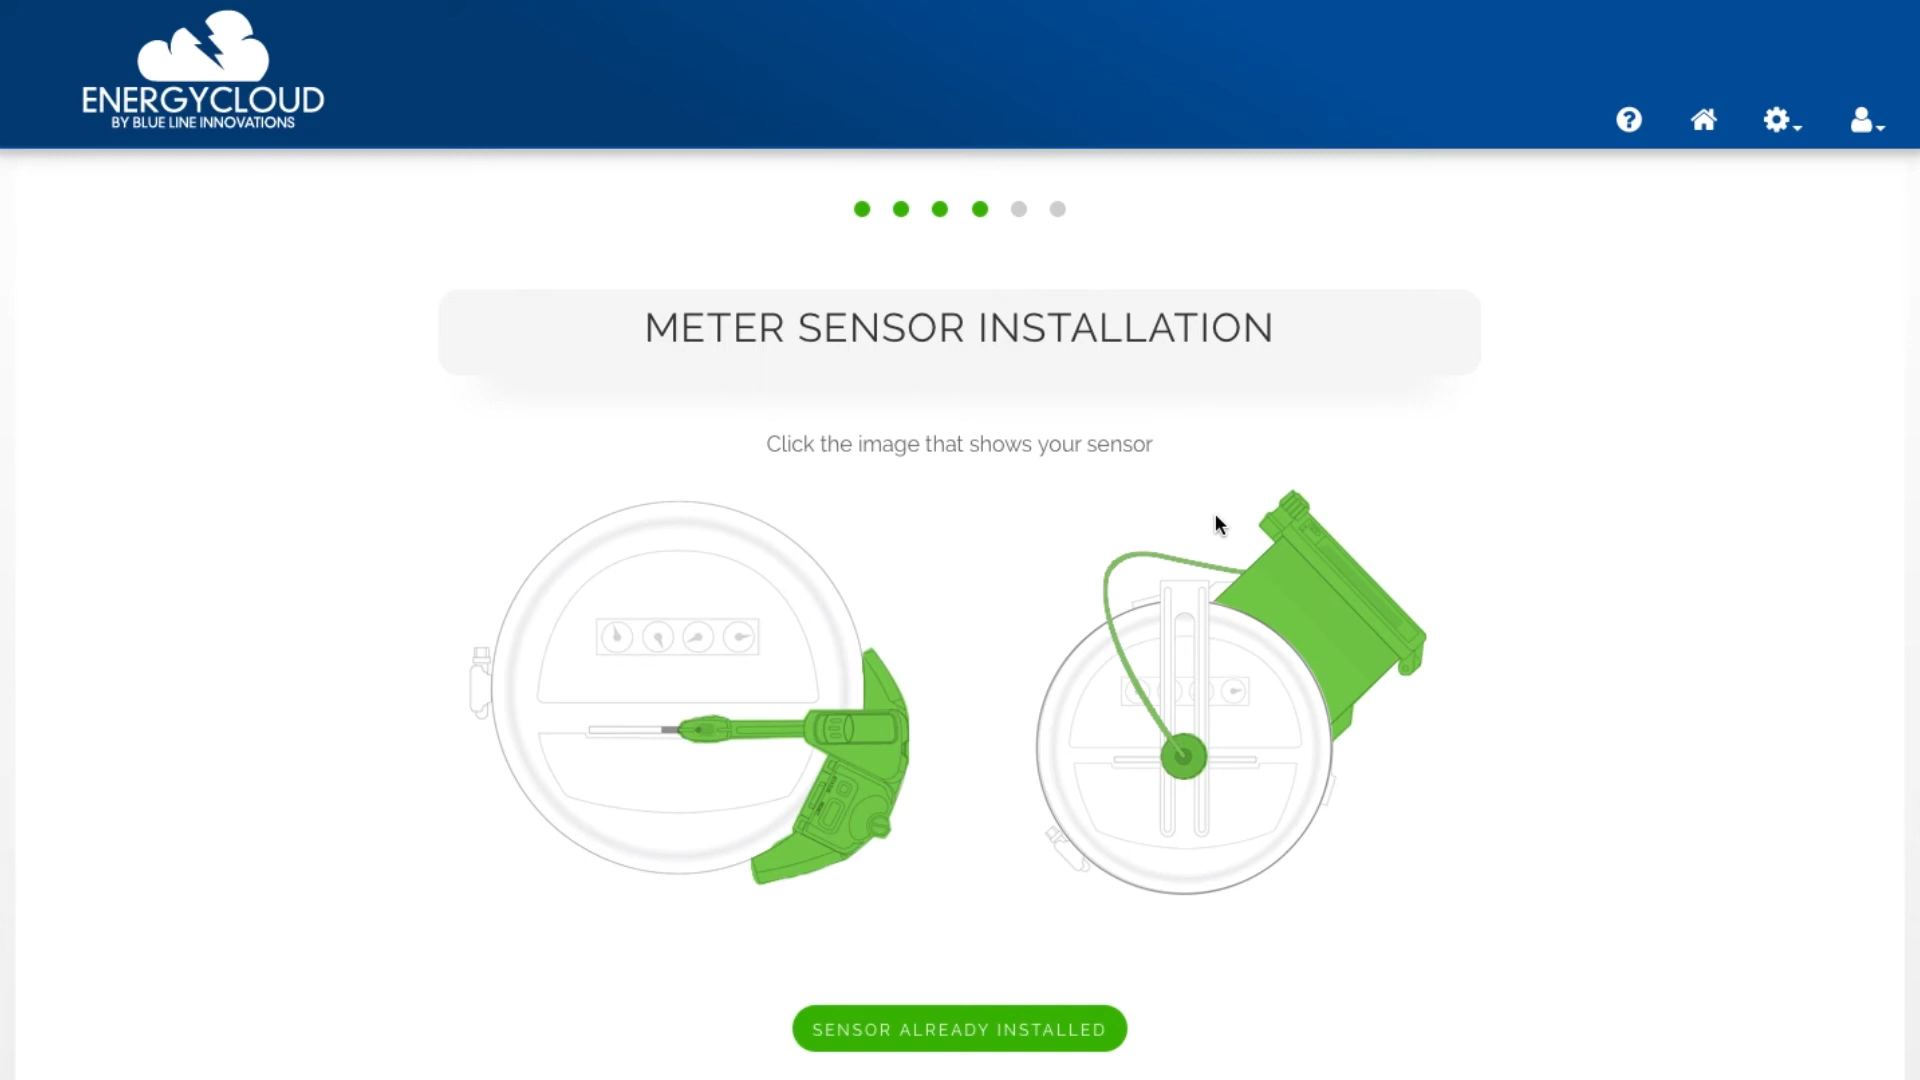 ENERGYCLOUD
BY BLUE LINE INNOVATIONS
METER SENSOR INSTALLATION
Click the image that shows your sensor
SENSOR ALREADY INSTALLED